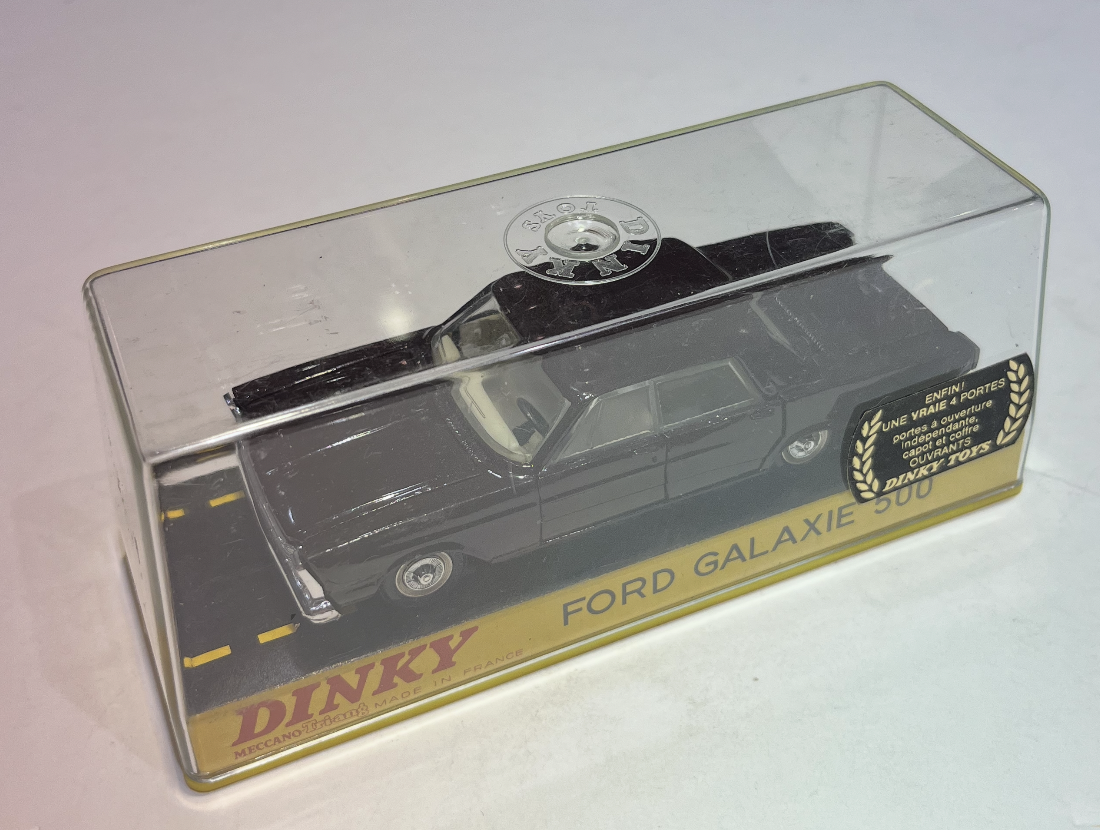 DINKY TOYS
ENFIN!
UNE VRAIE 4 PORTES
portes à ouverture
indépendante,
capot et coffre
OUVRANTS
DINKY TOYS
FORD GALAXIE 500
DINKY
MECCANO Triang MADE IN FRANCE